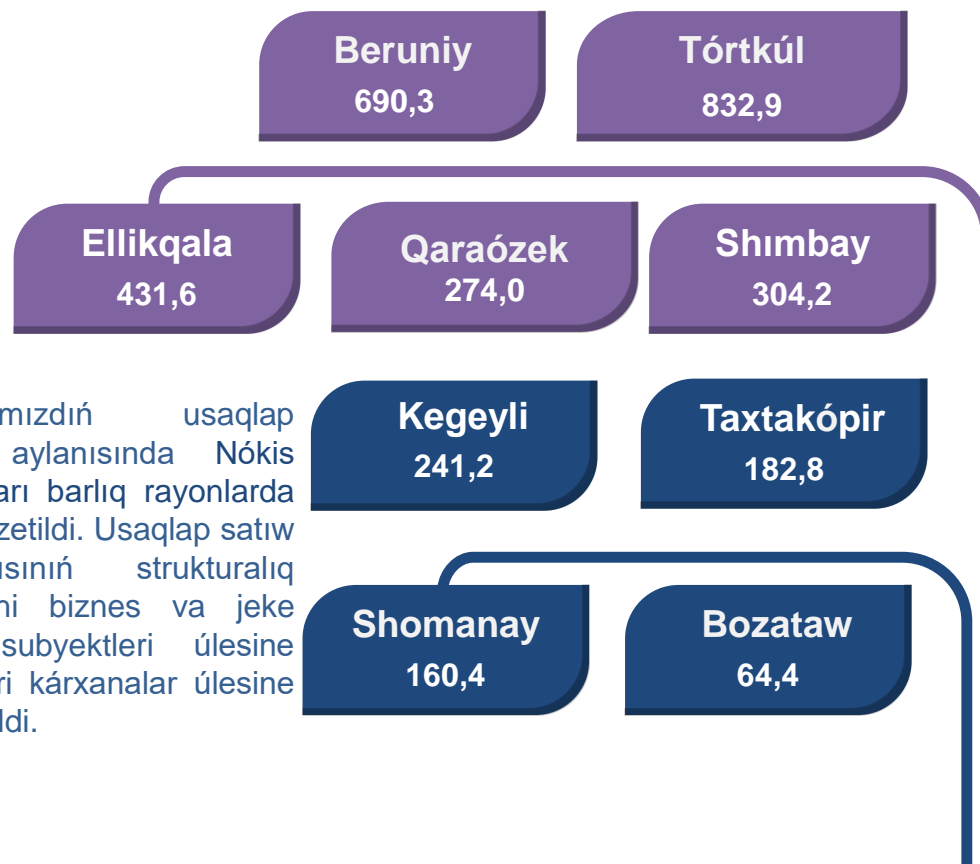 Beruniy
690,3
Tórtkúl
832,9
Ellikqala
431,6
Qaraózek
274,0
Shımbay
304,2
usaqlap
aylanısında Nókis
barlıq rayonlarda
Usaqlap satıw
strukturalıq
biznes va jeke
subyektleri úlesine
kárxanalar úlesine
Kegeyli
241,2
Taxtakópir
182,8
Shomanay
160,4
Bozataw
64,4